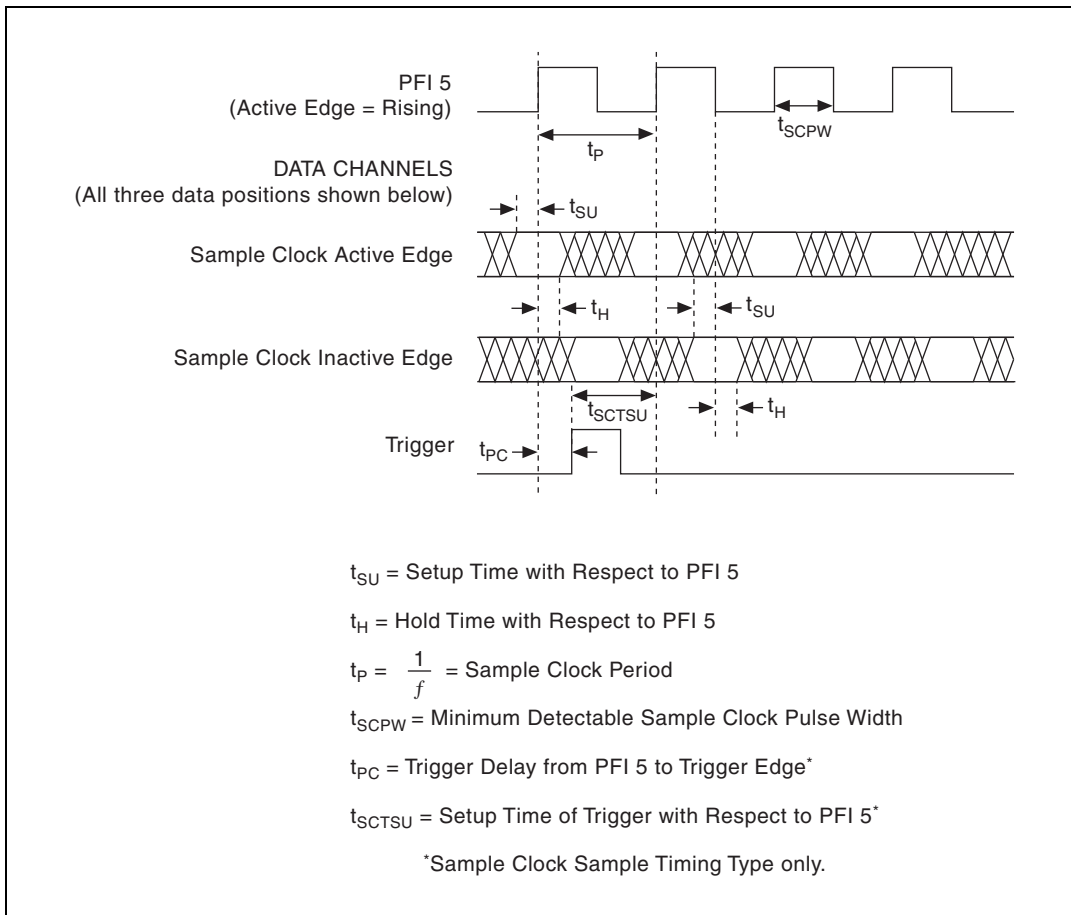 PFI 5
(Active Edge = Rising)
tSCPW
tP
DATA CHANNELS
(All three data positions shown below)
tSU
Sample Clock Active Edge
tH
tSU
Sample Clock Inactive Edge
tSCTSU
tH
Trigger
tPC
tSU = Setup Time with Respect to PFI 5
tH = Hold Time with Respect to PFI 5
tP = 1/f = Sample Clock Period
tSCPW = Minimum Detectable Sample Clock Pulse Width
tPC = Trigger Delay from PFI 5 to Trigger Edge*
tSCTSU = Setup Time of Trigger with Respect to PFI 5*
*Sample Clock Sample Timing Type only.